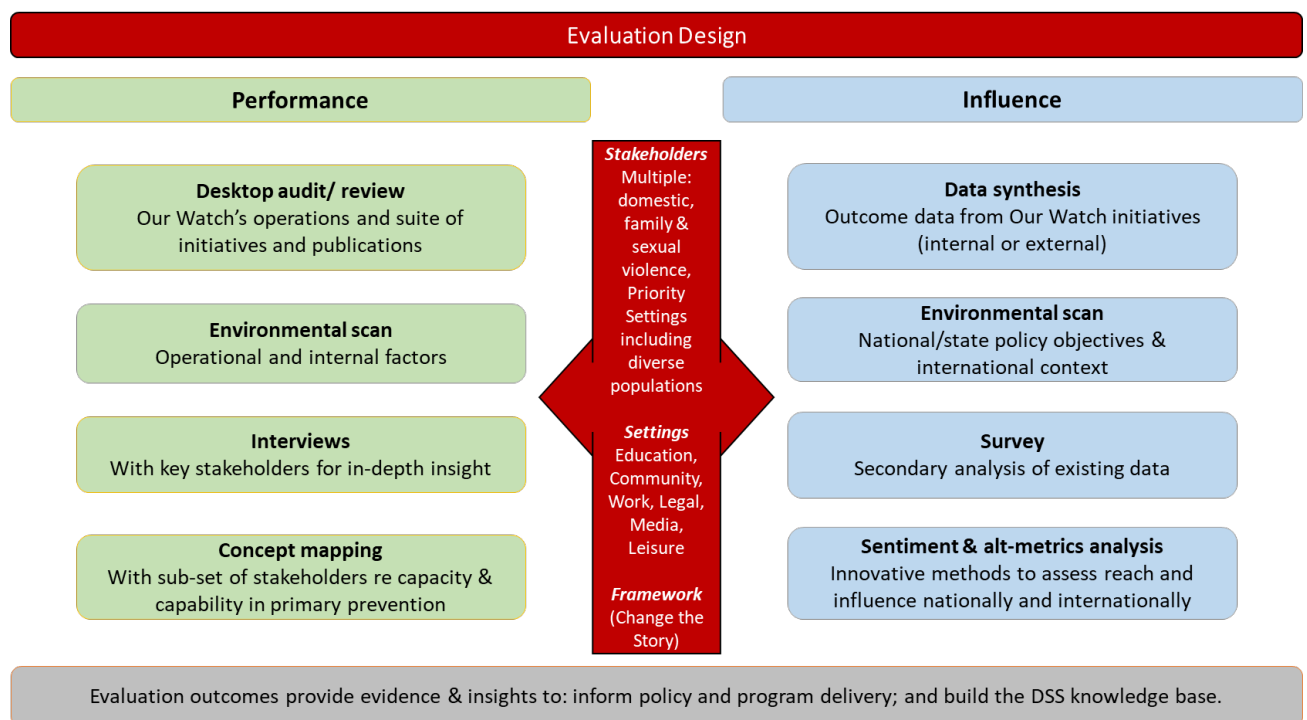 Evaluation Design
Performance
Desktop audit/ review
Our Watch's operations and suite of
initiatives and publications
Environmental scan
Operational and internal factors
Interviews
With key stakeholders for in-depth insight
Concept mapping
With sub-set of stakeholders re capacity &
capability in primary prevention
Stakeholders
Multiple:
domestic,
family &
sexual
violence,
Priority
Settings
including
diverse
populations
Settings
Education,
Community,
Work, Legal,
Media,
Leisure
Framework
(Change the
Story)
Influence
Data synthesis
Outcome data from Our Watch initiatives
(internal or external)
Environmental scan
National/state policy objectives &
international context
Survey
Secondary analysis of existing data
Sentiment & alt-metrics analysis
Innovative methods to assess reach and
influence nationally and internationally
Evaluation outcomes provide evidence & insights to: inform policy and program delivery; and build the DSS knowledge base.